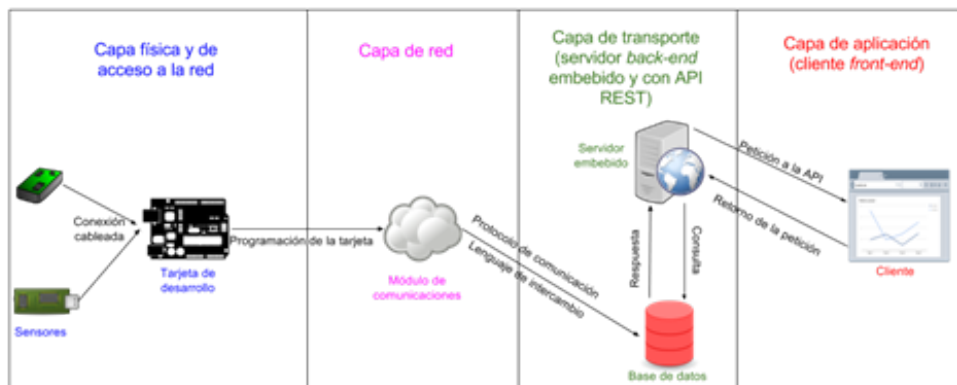 Capa física y de
acceso a la red
Capa de red
Capa de transporte
(servidor back-end
embebido y con API
REST)
Capa de aplicación
(cliente front-end)
Servidor
embebido
Petición a la API
Retorno de la petición
Conexión
cableada
Programación de la tarjeta
Tarjeta de
desarrollo
Sensores
Módulo de
comunicaciones
Protocolo de comunicación
Lenguaje de intercambio
Respuesta
Consulta
Base de datos
Cliente